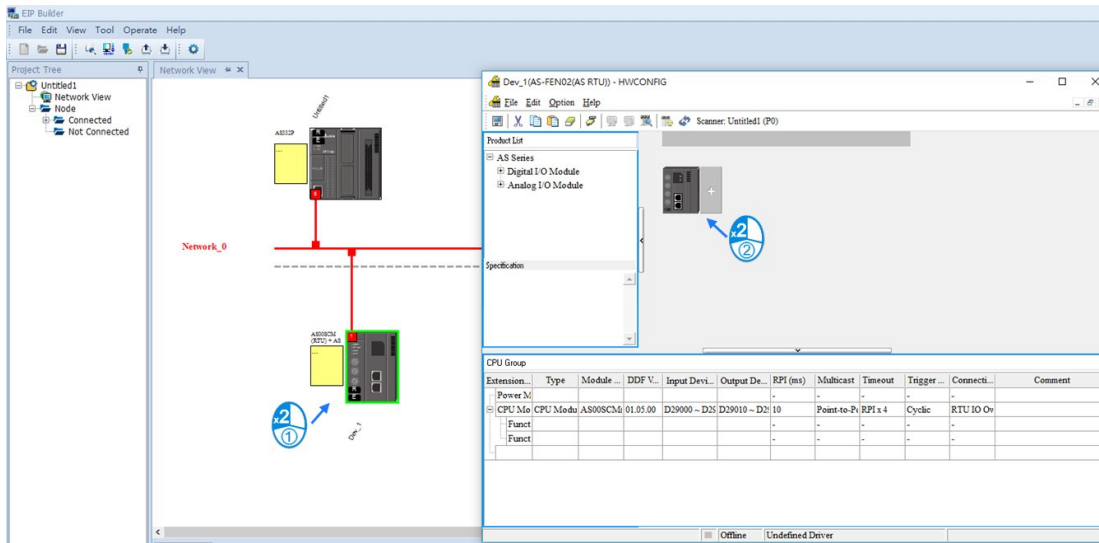 EIP Builder
File Edit View Tool Operate Help
Project Tree
Untitled1
Network View
Node
Connected
Not Connected
Network View
Untitled1
AS332P
Network_0
AS00SCM
(RTU) + AS
Dev_1
x2
1
Dev_1(AS-FEN02(AS RTU)) - HWCONFIG
File Edit Option Help
Scanner: Untitled1 (P0)
Product List
AS Series
Digital I/O Module
Analog I/O Module
Specification
x2
2
CPU Group
Extension... Type Module ... DDF V... Input Devi... Output De... RPI (ms) Multicast Timeout Trigger ... Connecti... Comment
Power M - - - - -
CPU Mo CPU Modu AS00SCM 01.05.00 D29000 ~ D29 D29010 ~ D29 10 Point-to-Po RPI x 4 Cyclic RTU IO Ow
Funct - - - - -
Funct - - - - -
Offline Undefined Driver